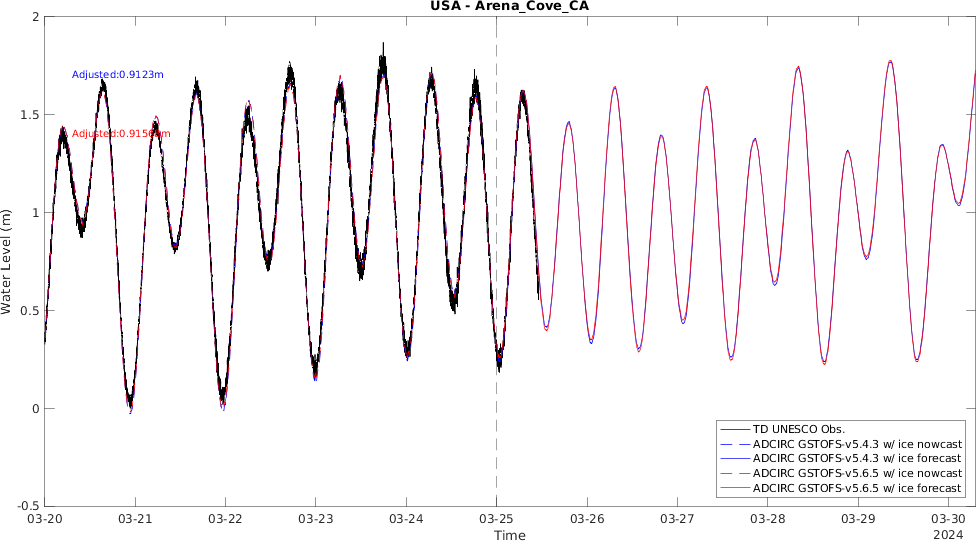 USA - Arena_Cove_CA
2
1.5
1
0.5
0
-0.5
Water Level (m)
Adjusted:0.9123m
03-20
03-21
03-22
03-23
03-24
03-25
03-26
03-27
03-28
03-29
03-30
2024
Time
TD UNESCO Obs.
ADCIRC GSTOFS-v5.4.3 w/ ice nowcast
ADCIRC GSTOFS-v5.4.3 w/ ice forecast
ADCIRC GSTOFS-v5.6.5 w/ ice nowcast
ADCIRC GSTOFS-v5.6.5 w/ ice forecast